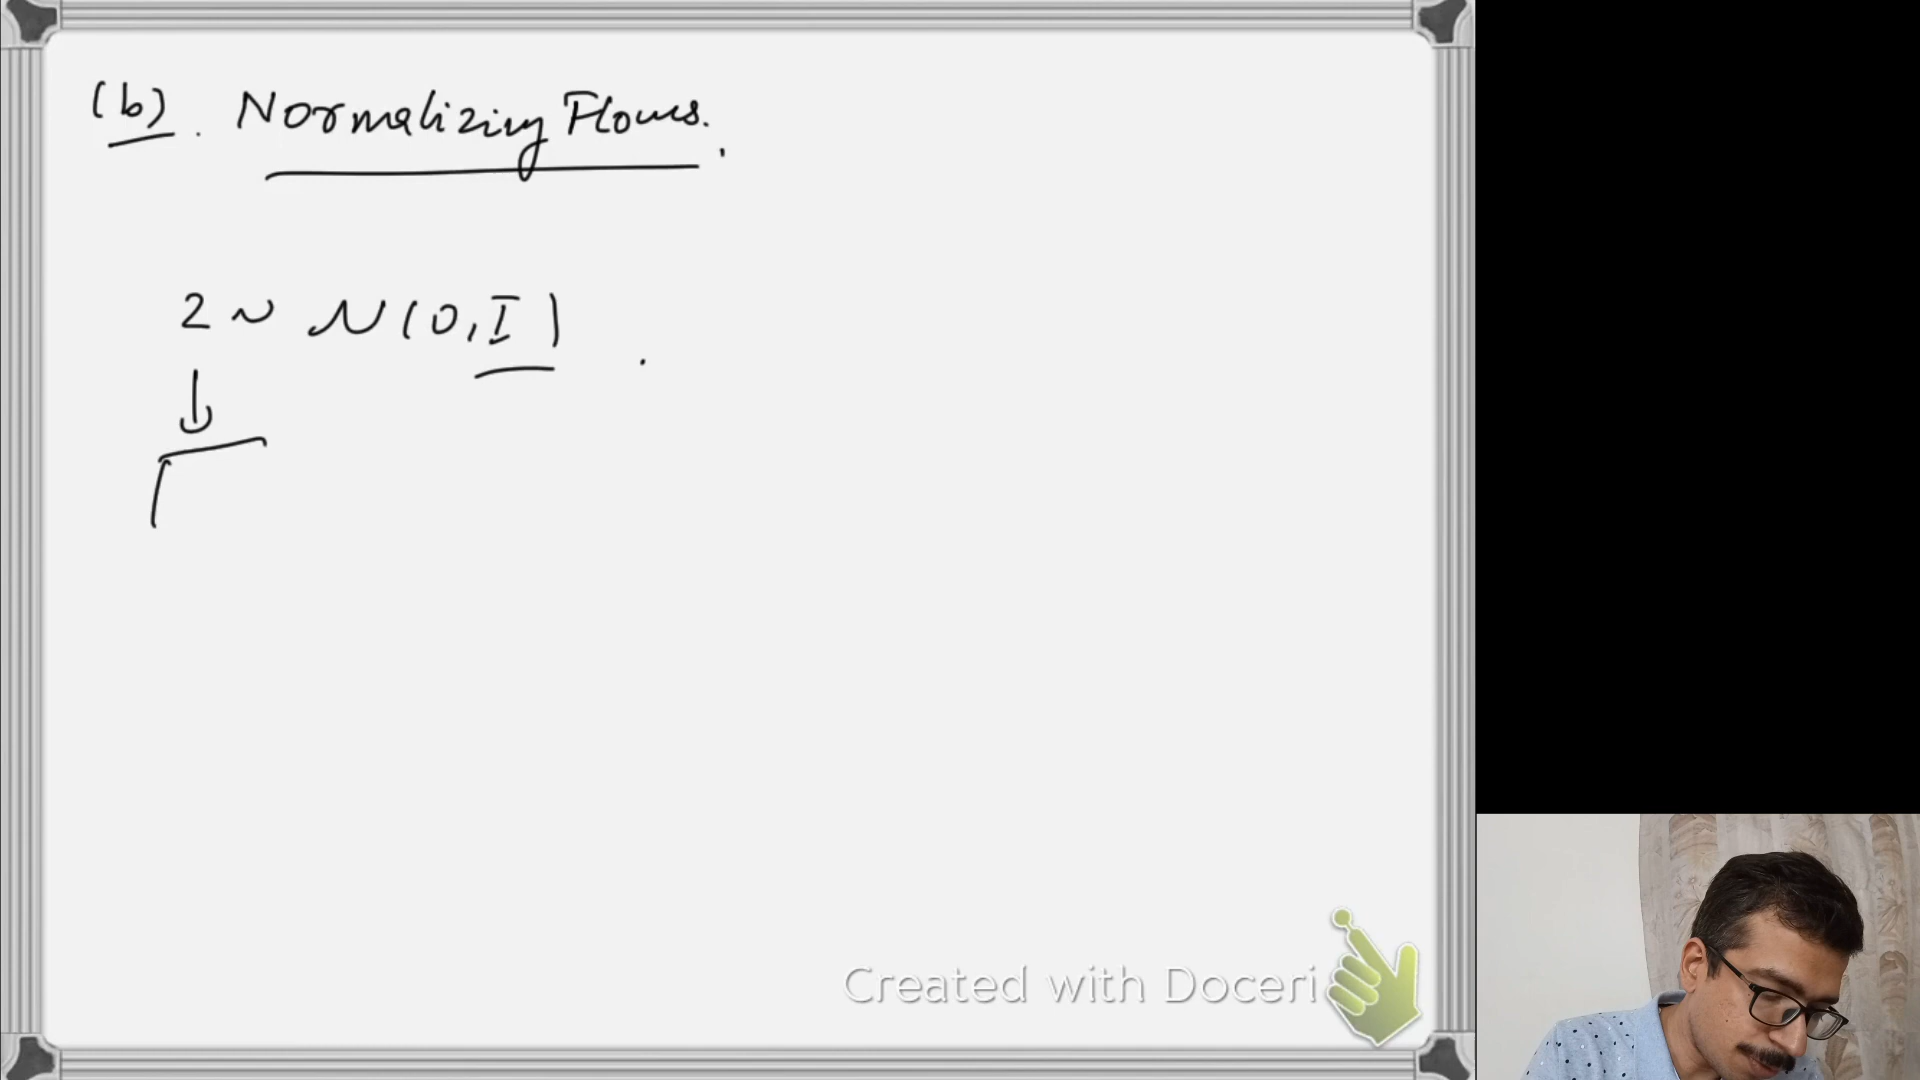 (b). Normalizing Flows.
z ~ N(0, I)
Created with Doceri